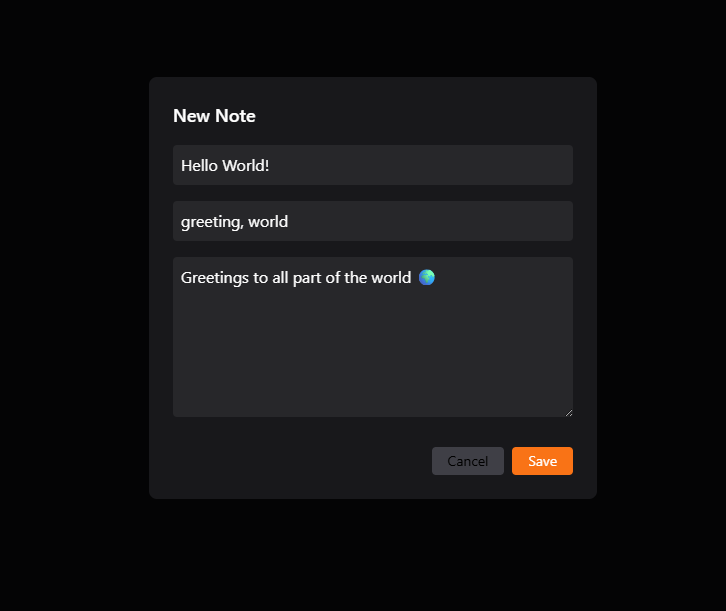 New Note
Hello World!
greeting, world
Greetings to all part of the world 🌍
Cancel
Save